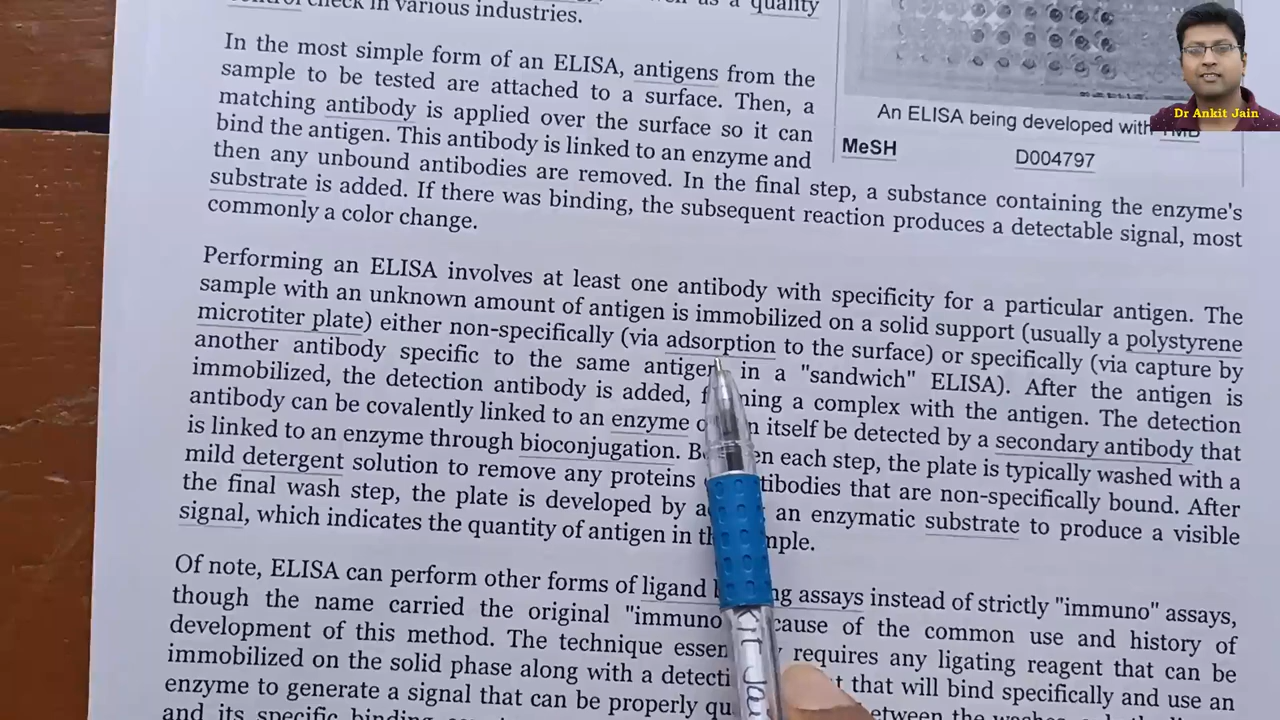 control check in various industries.
as a quality
In the most simple form of an ELISA, antigens from the
sample to be tested are attached to a surface. Then, a
matching antibody is applied over the surface so it can
bind the antigen. This antibody is linked to an enzyme and
then any unbound antibodies are removed. In the final step, a substance containing the enzyme's
substrate is added. If there was binding, the subsequent reaction produces a detectable signal, most
commonly a color change.
An ELISA being developed with TMB
MeSH D004797
Dr Ankit Jain
Performing an ELISA involves at least one antibody with specificity for a particular antigen. The
sample with an unknown amount of antigen is immobilized on a solid support (usually a polystyrene
microtiter plate) either non-specifically (via adsorption to the surface) or specifically (via capture by
another antibody specific to the same antigen, in a "sandwich" ELISA). After the antigen is
immobilized, the detection antibody is added, a complex with the antigen. The detection
antibody can be covalently linked to an enzyme itself be detected by a secondary antibody that
is linked to an enzyme through bioconjugation. each step, the plate is typically washed with a
mild detergent solution to remove any proteins that are non-specifically bound. After
the final wash step, the plate is developed by an enzymatic substrate to produce a visible
signal, which indicates the quantity of antigen in
Of note, ELISA can perform other forms of ligand assays instead of strictly "immuno" assays,
though the name carried the original "immuno of the common use and history of
development of this method. The technique requires any ligating reagent that can be
immobilized on the solid phase along with a that will bind specifically and use an
enzyme to generate a signal that can be properly between the washes
and its specific binding